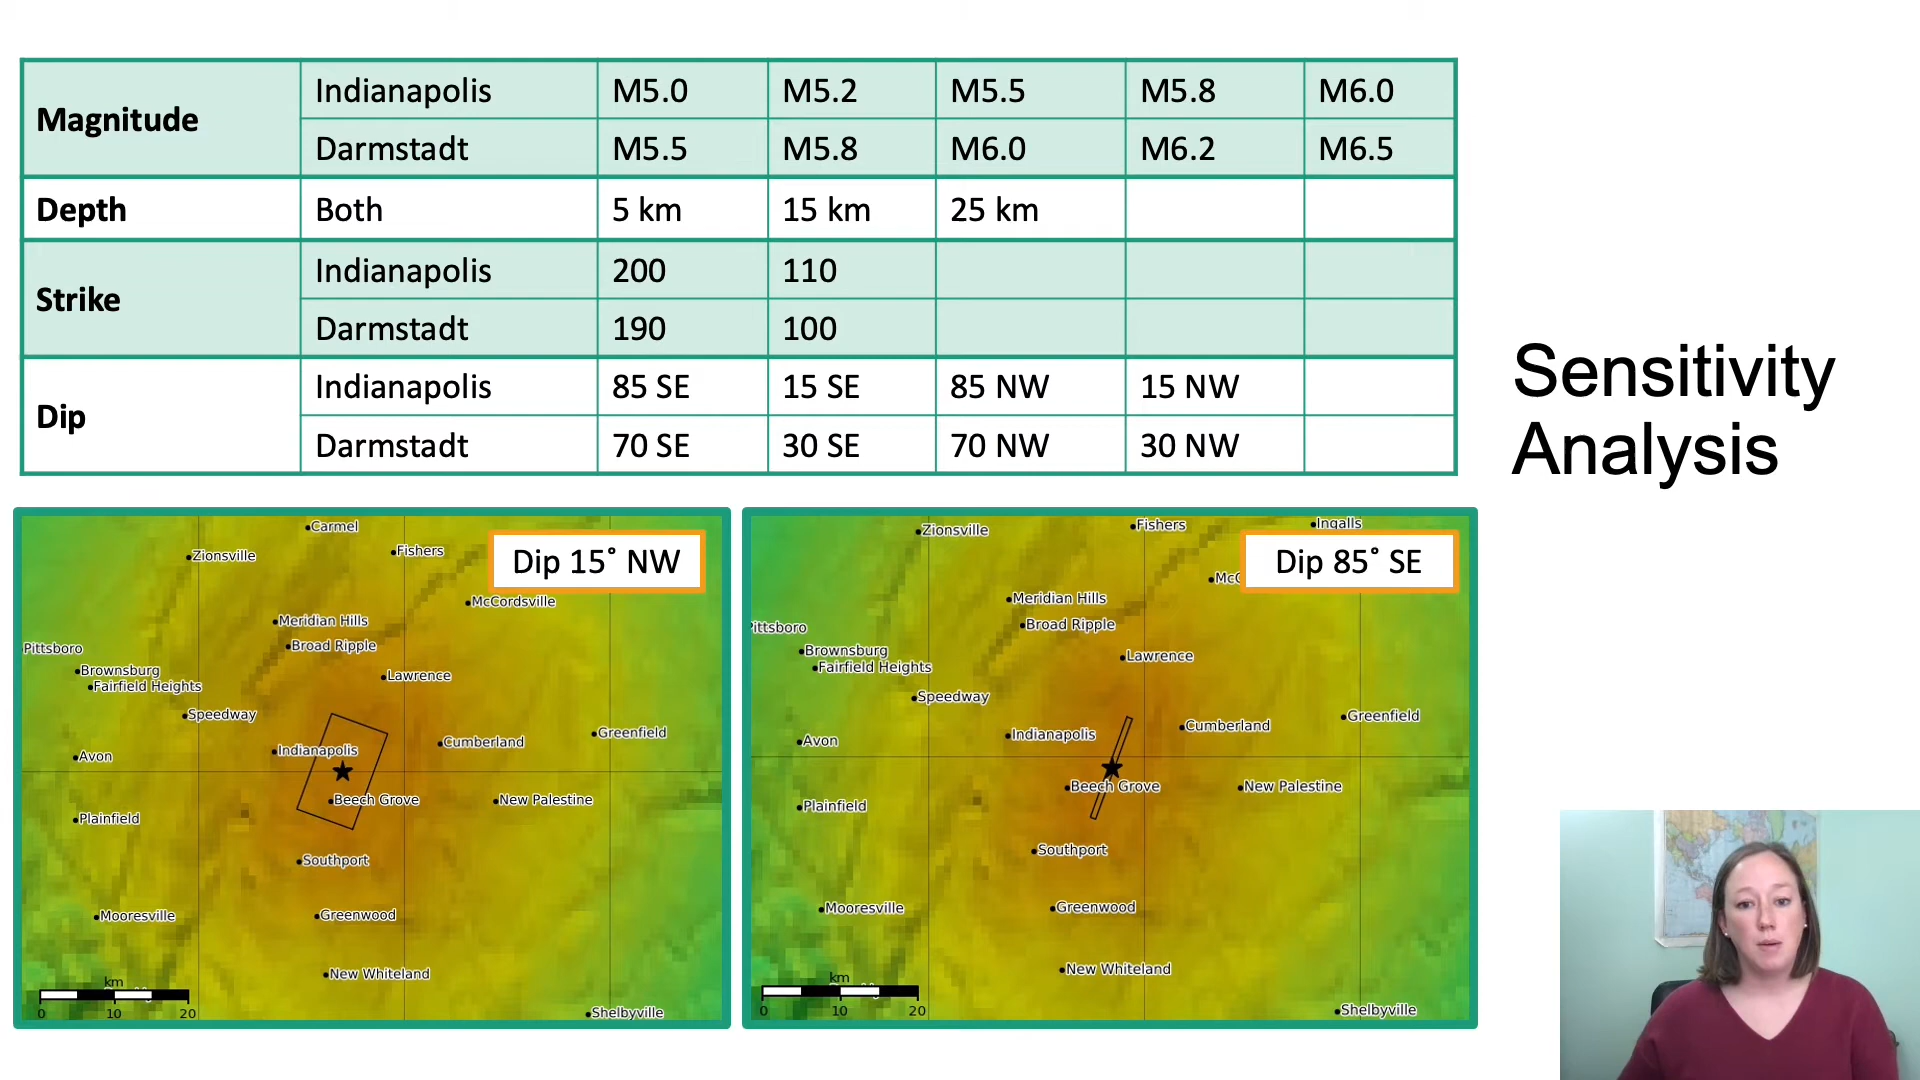 Magnitude Indianapolis M5.0 M5.2 M5.5 M5.8 M6.0
Darmstadt M5.5 M5.8 M6.0 M6.2 M6.5
Depth Both 5 km 15 km 25 km
Strike Indianapolis 200 110
Darmstadt 190 100
Dip Indianapolis 85 SE 15 SE 85 NW 15 NW
Darmstadt 70 SE 30 SE 70 NW 30 NW
Sensitivity
Analysis
Dip 15˚ NW
Carmel
Zionsville
Fishers
McCordsville
Meridian Hills
Broad Ripple
Pittsboro
Brownsburg
Fairfield Heights
Lawrence
Speedway
Greenfield
Indianapolis
Cumberland
Avon
Beech Grove
New Palestine
Plainfield
Southport
Mooresville
Greenwood
New Whiteland
km
0 10 20
Shelbyville
Dip 85˚ SE
Zionsville
Fishers
Ingalls
McC
Meridian Hills
Broad Ripple
Pittsboro
Brownsburg
Fairfield Heights
Lawrence
Speedway
Greenfield
Cumberland
Indianapolis
Avon
Beech Grove
New Palestine
Plainfield
Southport
Mooresville
Greenwood
New Whiteland
km
0 10 20
Shelbyville